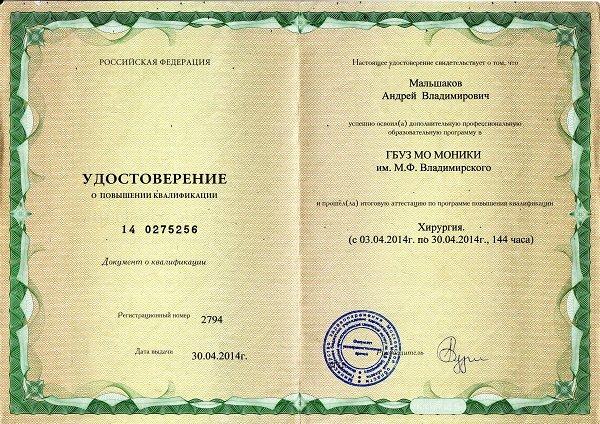 РОССИЙСКАЯ ФЕДЕРАЦИЯ
УДОСТОВЕРЕНИЕ
О ПОВЫШЕНИИ КВАЛИФИКАЦИИ
14 0275256
Документ о квалификации
Регистрационный номер 2794
Дата выдачи 30.04.2014г.
Настоящее удостоверение свидетельствует о том, что
Мальшаков
Андрей Владимирович
успешно освоил(а) дополнительную профессиональную
образовательную программу в
ГБУЗ МО МОНИКИ
им. М.Ф. Владимирского
и прошёл(ла) итоговую аттестацию по программе повышения квалификации
Хирургия.
(с 03.04.2014г. по 30.04.2014г., 144 часа)
Руководитель